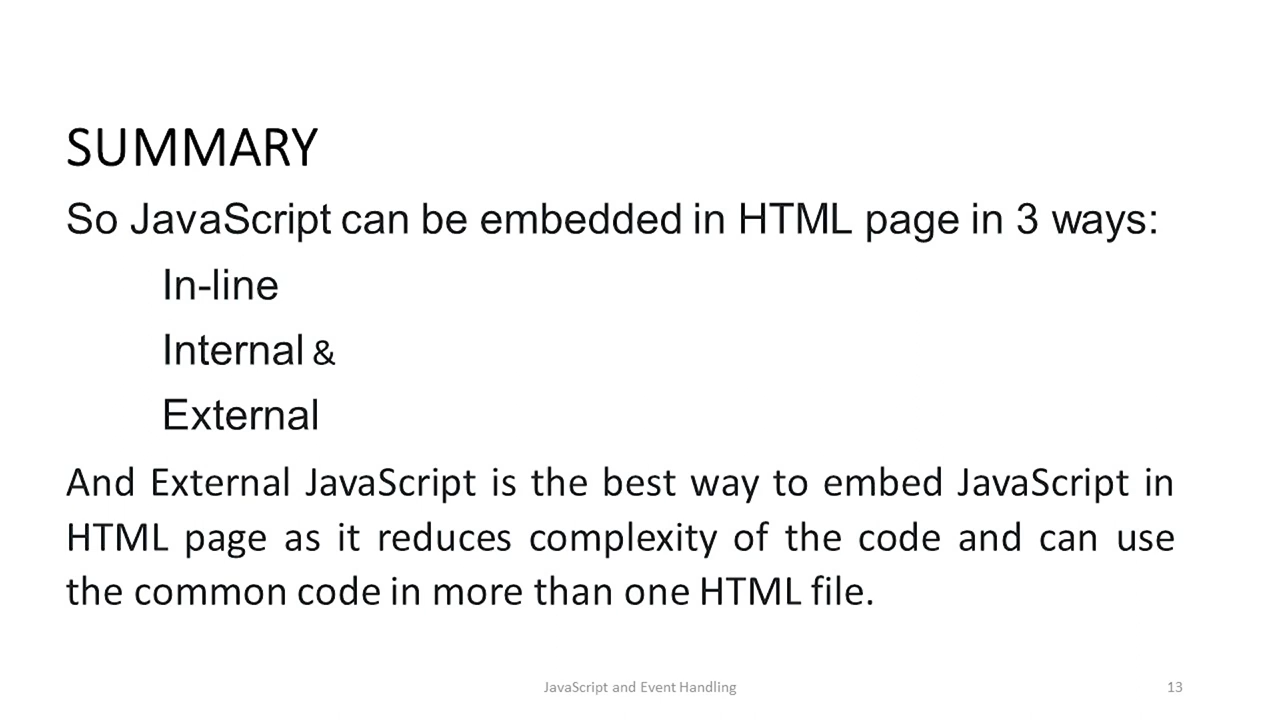 SUMMARY
So JavaScript can be embedded in HTML page in 3 ways:
In-line
Internal &
External
And External JavaScript is the best way to embed JavaScript in
HTML page as it reduces complexity of the code and can use
the common code in more than one HTML file.
JavaScript and Event Handling
13